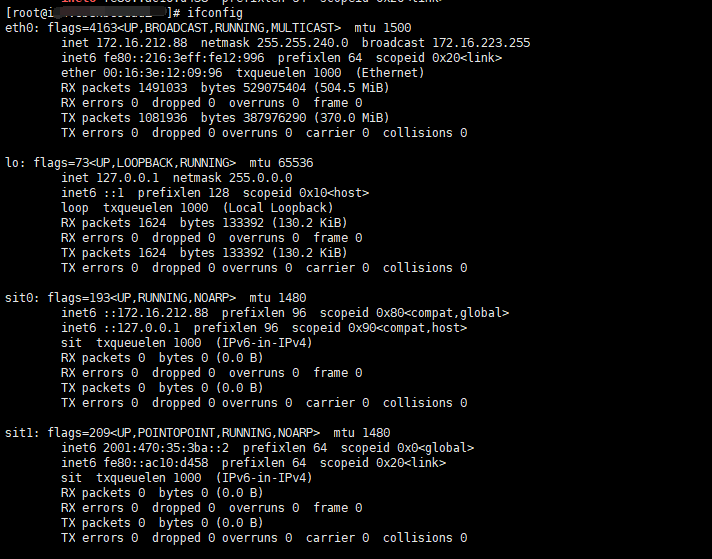 [root@i ]# ifconfig
eth0: flags=4163<UP,BROADCAST,RUNNING,MULTICAST>  mtu 1500
        inet 172.16.212.88  netmask 255.255.240.0  broadcast 172.16.223.255
        inet6 fe80::216:3eff:fe12:996  prefixlen 64  scopeid 0x20<link>
        ether 00:16:3e:12:09:96  txqueuelen 1000  (Ethernet)
        RX packets 1491033  bytes 529075404 (504.5 MiB)
        RX errors 0  dropped 0  overruns 0  frame 0
        TX packets 1081936  bytes 387976290 (370.0 MiB)
        TX errors 0  dropped 0 overruns 0  carrier 0  collisions 0

lo: flags=73<UP,LOOPBACK,RUNNING>  mtu 65536
        inet 127.0.0.1  netmask 255.0.0.0
        inet6 ::1  prefixlen 128  scopeid 0x10<host>
        loop  txqueuelen 1000  (Local Loopback)
        RX packets 1624  bytes 133392 (130.2 KiB)
        RX errors 0  dropped 0  overruns 0  frame 0
        TX packets 1624  bytes 133392 (130.2 KiB)
        TX errors 0  dropped 0 overruns 0  carrier 0  collisions 0

sit0: flags=193<UP,RUNNING,NOARP>  mtu 1480
        inet6 ::172.16.212.88  prefixlen 96  scopeid 0x80<compat,global>
        inet6 ::127.0.0.1  prefixlen 96  scopeid 0x90<compat,host>
        sit  txqueuelen 1000  (IPv6-in-IPv4)
        RX packets 0  bytes 0 (0.0 B)
        RX errors 0  dropped 0  overruns 0  frame 0
        TX packets 0  bytes 0 (0.0 B)
        TX errors 0  dropped 0 overruns 0  carrier 0  collisions 0

sit1: flags=209<UP,POINTOPOINT,RUNNING,NOARP>  mtu 1480
        inet6 2001:470:35:3ba::2  prefixlen 64  scopeid 0x0<global>
        inet6 fe80::ac10:d458  prefixlen 64  scopeid 0x20<link>
        sit  txqueuelen 1000  (IPv6-in-IPv4)
        RX packets 0  bytes 0 (0.0 B)
        RX errors 0  dropped 0  overruns 0  frame 0
        TX packets 0  bytes 0 (0.0 B)
        TX errors 0  dropped 0 overruns 0  carrier 0  collisions 0